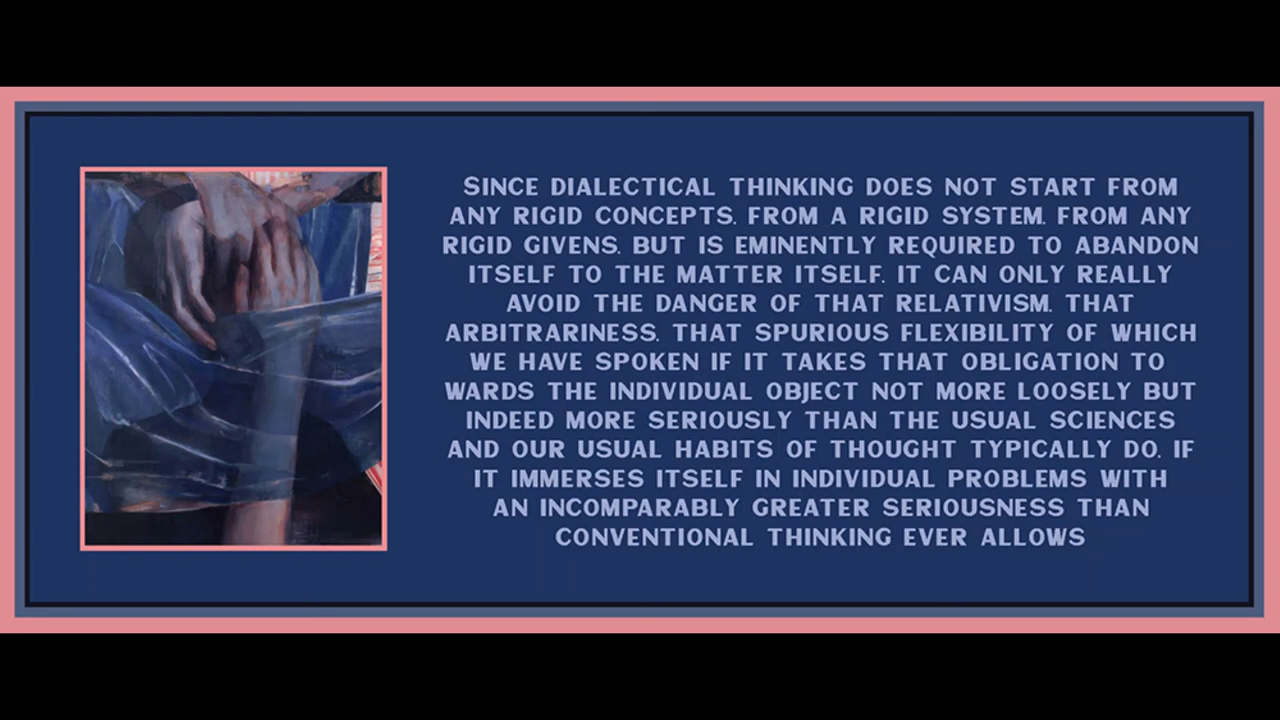 SINCE DIALECTICAL THINKING DOES NOT START FROM
ANY RIGID CONCEPTS. FROM A RIGID SYSTEM. FROM ANY
RIGID GIVENS. BUT IS EMINENTLY REQUIRED TO ABANDON
ITSELF TO THE MATTER ITSELF. IT CAN ONLY REALLY
AVOID THE DANGER OF THAT RELATIVISM. THAT
ARBITRARINESS. THAT SPURIOUS FLEXIBILITY OF WHICH
WE HAVE SPOKEN IF IT TAKES THAT OBLIGATION TO
WARDS THE INDIVIDUAL OBJECT NOT MORE LOOSELY BUT
INDEED MORE SERIOUSLY THAN THE USUAL SCIENCES
AND OUR USUAL HABITS OF THOUGHT TYPICALLY DO. IF
IT IMMERSES ITSELF IN INDIVIDUAL PROBLEMS WITH
AN INCOMPARABLY GREATER SERIOUSNESS THAN
CONVENTIONAL THINKING EVER ALLOWS